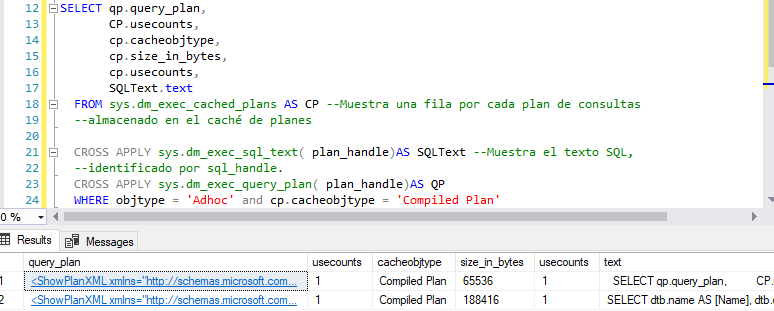 12 SELECT qp.query_plan,
13 CP.usecounts,
14 cp.cacheobjtype,
15 cp.size_in_bytes,
16 cp.usecounts,
17 SQLText.text
18 FROM sys.dm_exec_cached_plans AS CP --Muestra una fila por cada plan de consultas
19 --almacenado en el caché de planes
20
21 CROSS APPLY sys.dm_exec_sql_text( plan_handle)AS SQLText --Muestra el texto SQL,
22 --identificado por sql_handle.
23 CROSS APPLY sys.dm_exec_query_plan( plan_handle)AS QP
24 WHERE objtype = 'Adhoc' and cp.cacheobjtype = 'Compiled Plan'
0 %
Results Messages
query_plan usecounts cacheobjtype size_in_bytes usecounts text
1 <ShowPlanXML xmlns="http://schemas.microsoft.com... 1 Compiled Plan 65536 1 SELECT qp.query_plan, CP.
2 <ShowPlanXML xmlns="http://schemas.microsoft.com... 1 Compiled Plan 188416 1 SELECT dtb.name AS [Name], dtb.